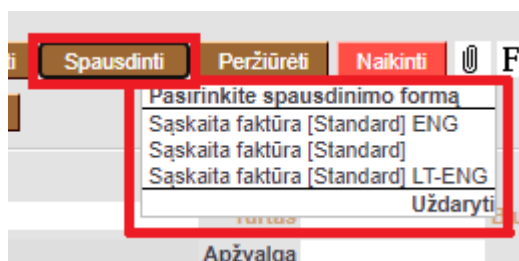 Spausdinti Peržiūrėti Naikinti
Pasirinkite spausdinimo formą
Sąskaita faktūra [Standard] ENG
Sąskaita faktūra [Standard]
Sąskaita faktūra [Standard] LT-ENG
Uždaryti
Turtas
Apžvalga